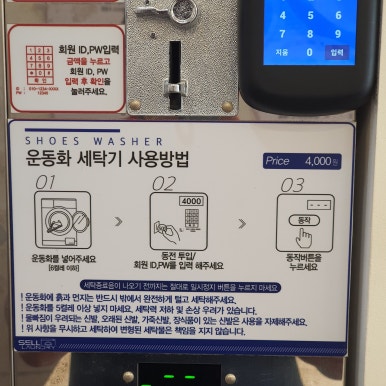 회원 ID,PW입력
금액을 누르고
회원 ID, PW
입력 후 확인을
눌러주세요.
ID : 010-1234-XXXX
PW : 12345
1 2 3
4 5 6
7 8 9
지움 0 입력
SHOES WASHER
운동화 세탁기 사용방법
Price 4,000원
01
02
03
4000
동작
운동화를 넣어주세요
[6켤레 이하]
동전 투입/
회원 ID,PW를 입력 해주세요
동작버튼을
누르세요
세탁종료음이 나오기 전까지는 절대로 일시정지 버튼을 누르지 마세요
! 운동화에 흙과 먼지는 반드시 밖에서 완전하게 털고 세탁해주세요.
! 운동화를 5켤레 이상 넣지 마세요. 세탁력 저하 및 손상 우려가 있습니다.
! 물빠짐이 우려되는 신발, 오래된 신발, 가죽신발, 장식품이 있는 신발은 사용을 자제해주세요.
! 위 사항을 무시하고 세탁하여 변형된 세탁물은 책임을 지지 않습니다.